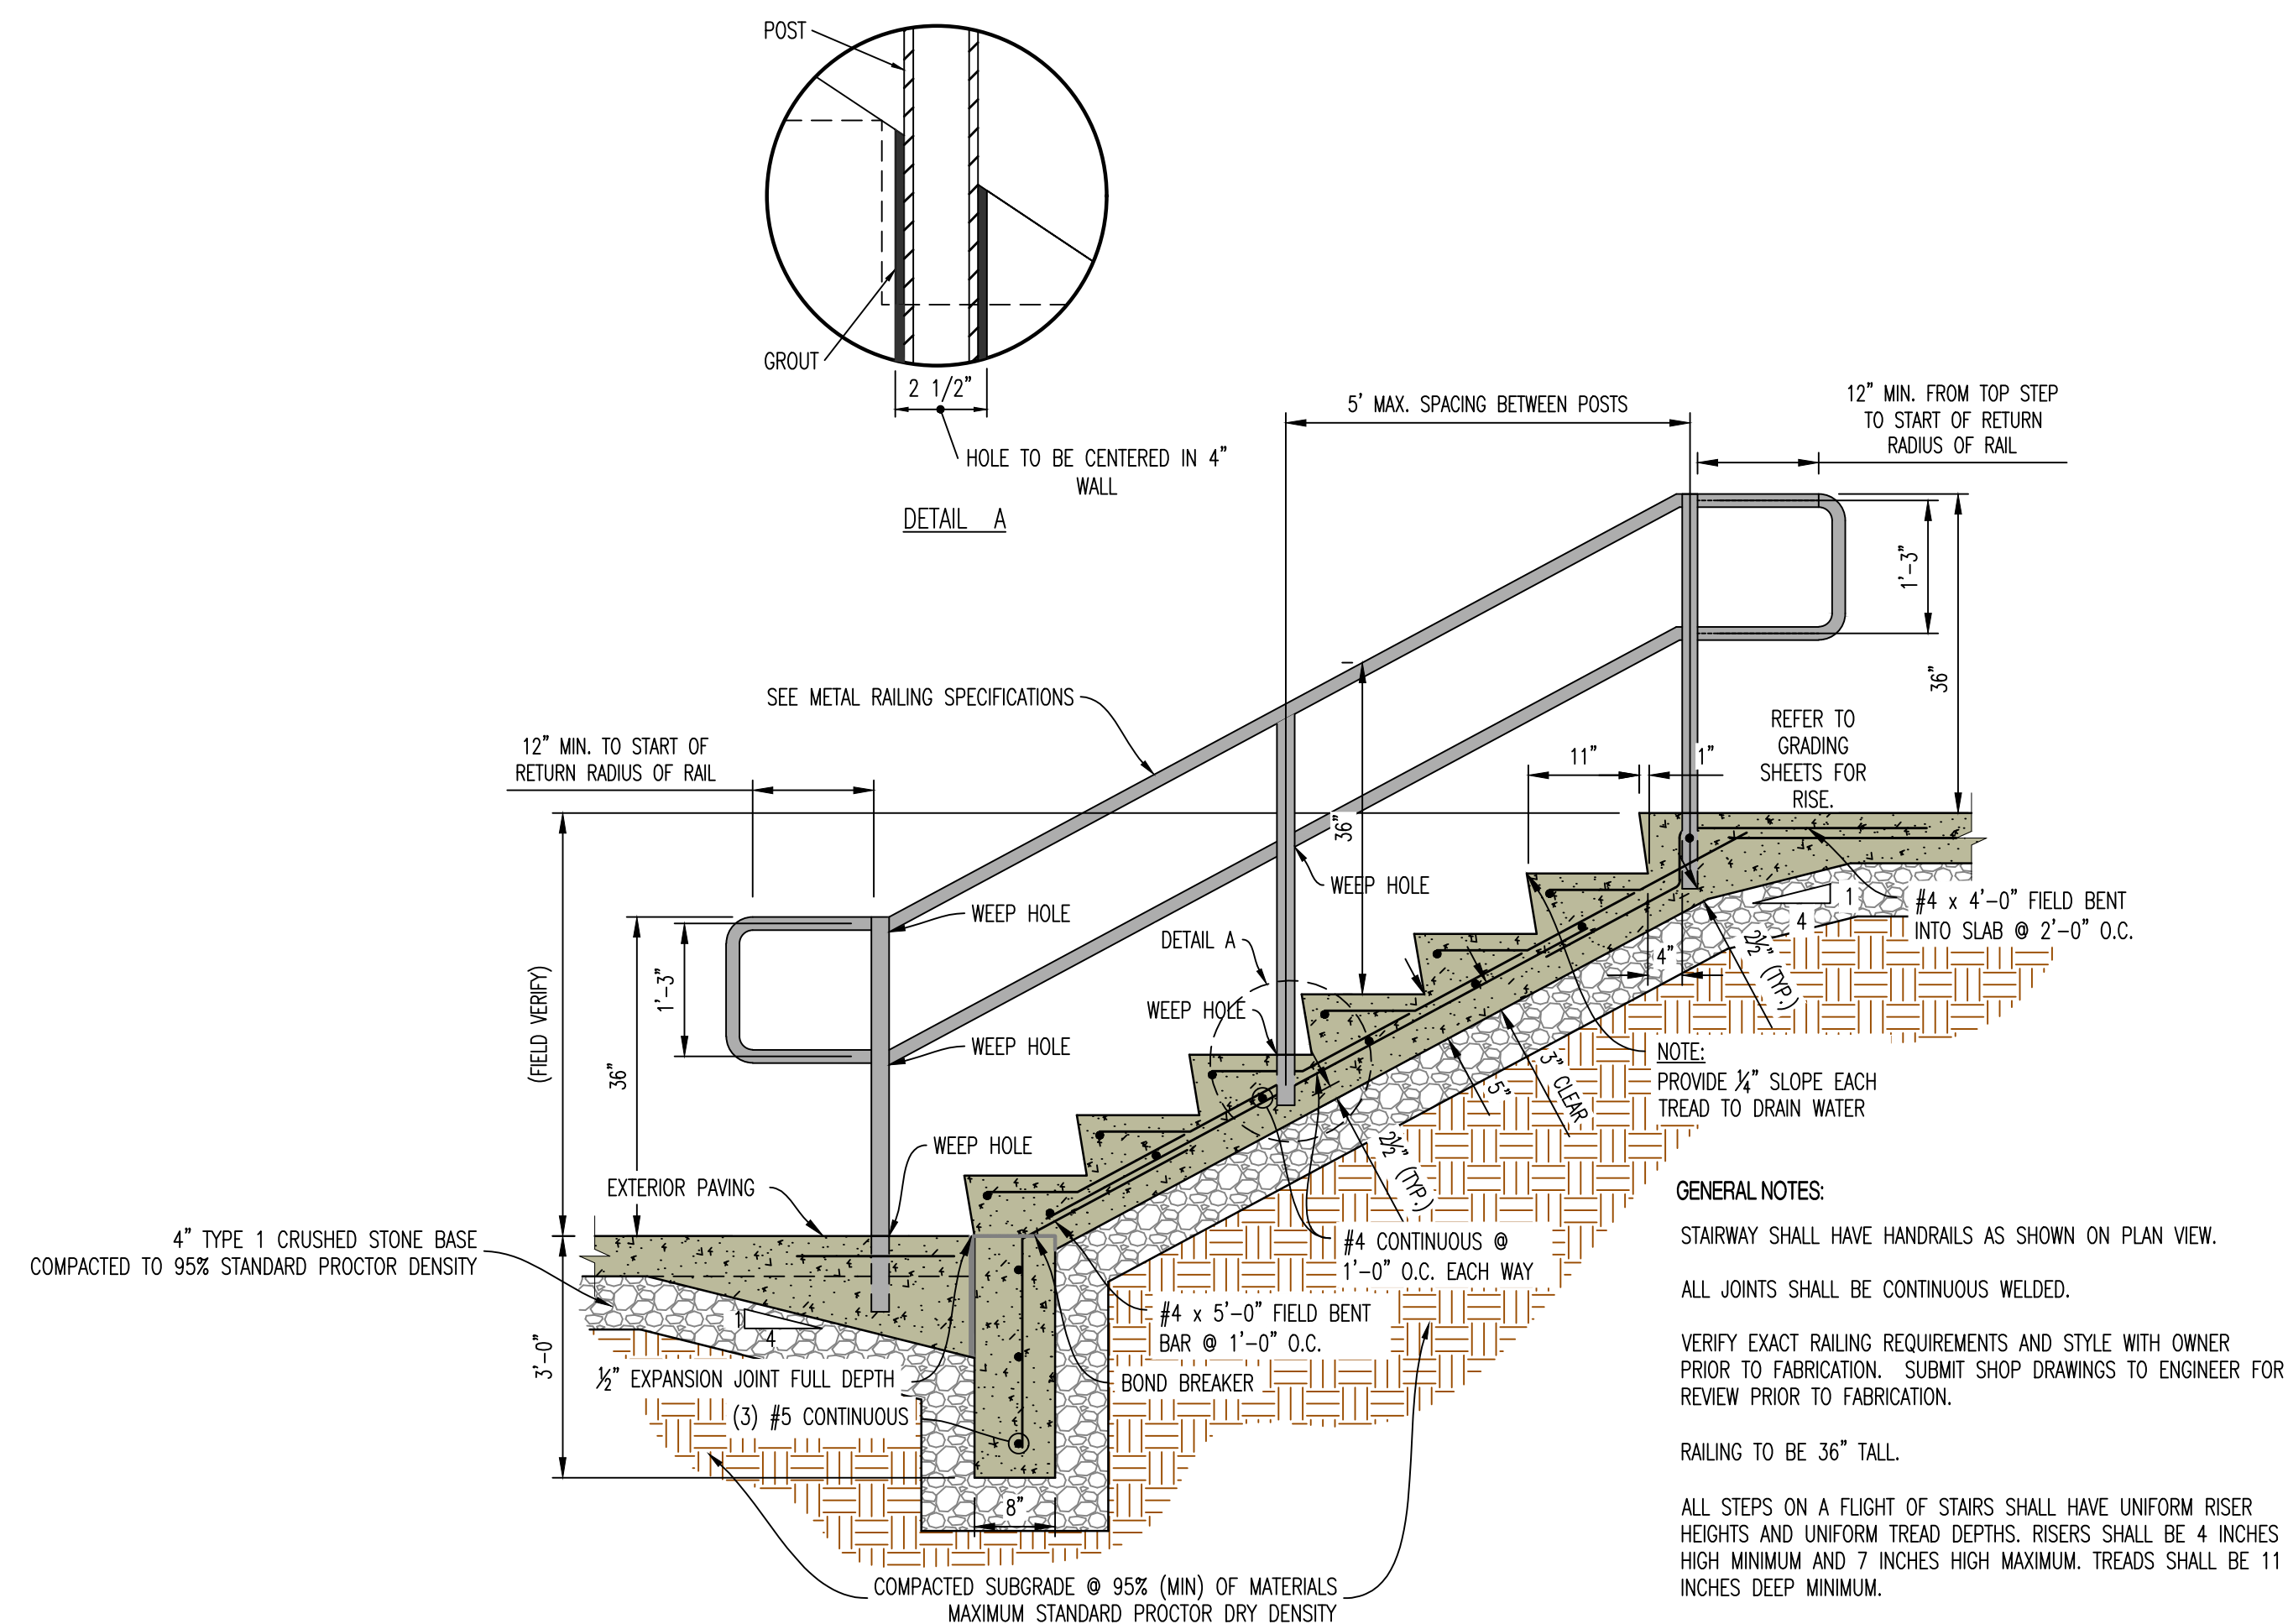 POST
GROUT
2 1/2"
HOLE TO BE CENTERED IN 4"
WALL
DETAIL A
5' MAX. SPACING BETWEEN POSTS
12" MIN. FROM TOP STEP
TO START OF RETURN
RADIUS OF RAIL
1'-3"
36"
SEE METAL RAILING SPECIFICATIONS
12" MIN. TO START OF
RETURN RADIUS OF RAIL
REFER TO
GRADING
SHEETS FOR
RISE.
11"
1"
36"
WEEP HOLE
WEEP HOLE
DETAIL A
WEEP HOLE
WEEP HOLE
WEEP HOLE
(FIELD VERIFY)
36"
1'-3"
1
4
#4 x 4'-0" FIELD BENT
INTO SLAB @ 2'-0" O.C.
4"
2½" (TYP.)
NOTE:
PROVIDE ¼" SLOPE EACH
TREAD TO DRAIN WATER
3" CLEAR
5"
2½" (TYP.)
EXTERIOR PAVING
4" TYPE 1 CRUSHED STONE BASE
COMPACTED TO 95% STANDARD PROCTOR DENSITY
1
4
3'-0"
½" EXPANSION JOINT FULL DEPTH
(3) #5 CONTINUOUS
8"
#4 CONTINUOUS @
1'-0" O.C. EACH WAY
#4 x 5'-0" FIELD BENT
BAR @ 1'-0" O.C.
BOND BREAKER
COMPACTED SUBGRADE @ 95% (MIN) OF MATERIALS
MAXIMUM STANDARD PROCTOR DRY DENSITY
GENERAL NOTES:
STAIRWAY SHALL HAVE HANDRAILS AS SHOWN ON PLAN VIEW.
ALL JOINTS SHALL BE CONTINUOUS WELDED.
VERIFY EXACT RAILING REQUIREMENTS AND STYLE WITH OWNER
PRIOR TO FABRICATION. SUBMIT SHOP DRAWINGS TO ENGINEER FOR
REVIEW PRIOR TO FABRICATION.
RAILING TO BE 36" TALL.
ALL STEPS ON A FLIGHT OF STAIRS SHALL HAVE UNIFORM RISER
HEIGHTS AND UNIFORM TREAD DEPTHS. RISERS SHALL BE 4 INCHES
HIGH MINIMUM AND 7 INCHES HIGH MAXIMUM. TREADS SHALL BE 11
INCHES DEEP MINIMUM.